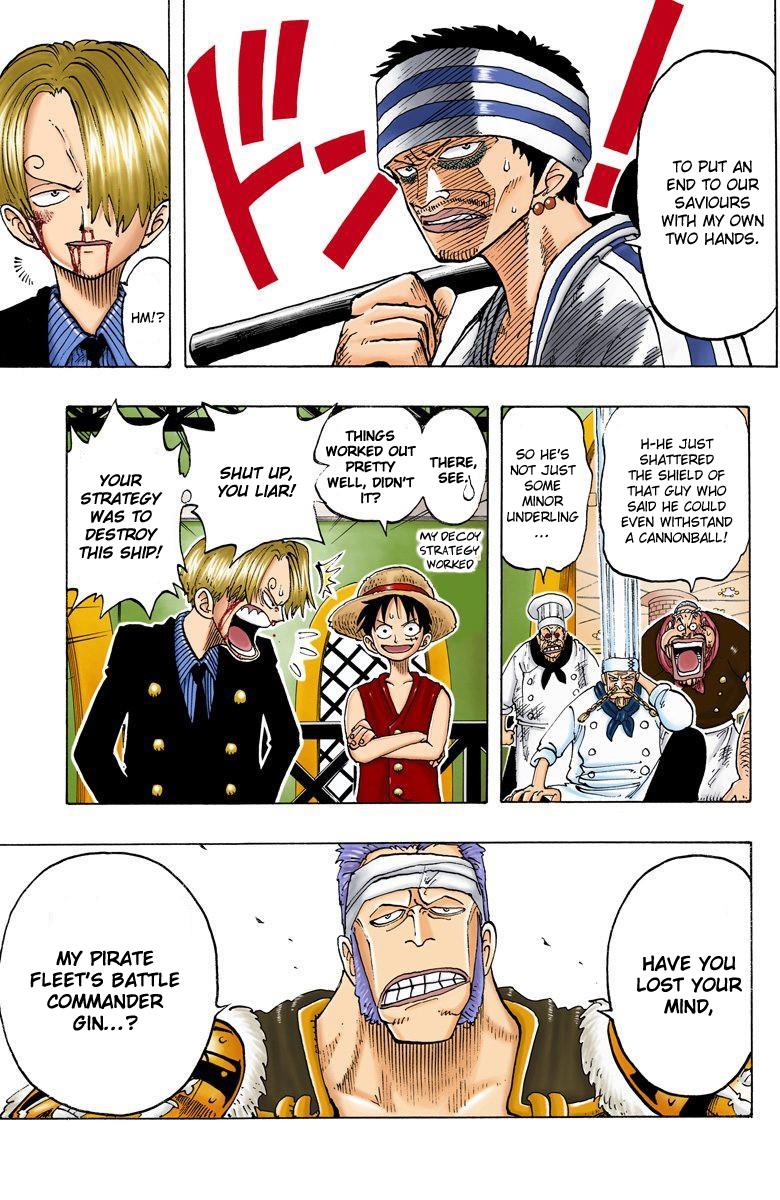 TO PUT AN
END TO OUR
SAVIOURS
WITH MY OWN
TWO HANDS.
ドン!
HM!?
H-HE JUST
SHATTERED
THE SHIELD OF
THAT GUY WHO
SAID HE COULD
EVEN WITHSTAND
A CANNONBALL!
SO HE'S
NOT JUST
SOME
MINOR
UNDERLING
...
THERE,
SEE.
THINGS
WORKED OUT
PRETTY
WELL, DIDN'T
IT?
MY DECOY
STRATEGY
WORKED
SHUT UP,
YOU LIAR!
YOUR
STRATEGY
WAS TO
DESTROY
THIS SHIP!
HAVE YOU
LOST YOUR
MIND,
MY PIRATE
FLEET'S BATTLE
COMMANDER
GIN...?